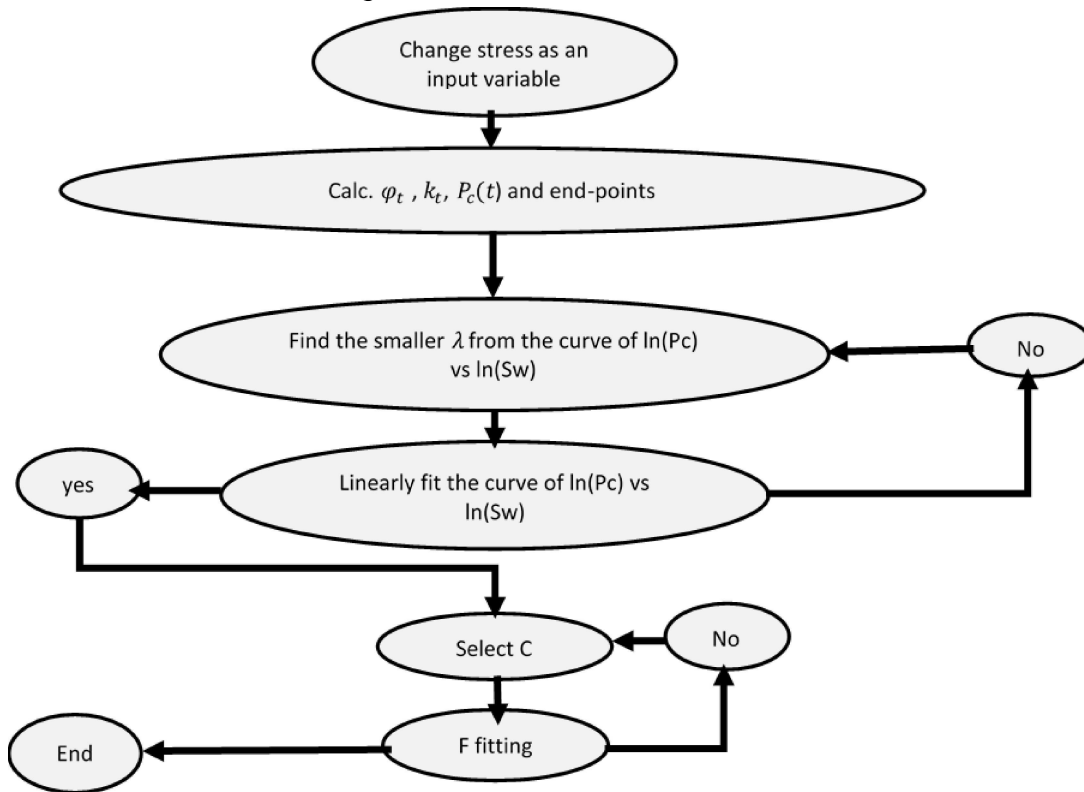 Change stress as an
input variable
Calc. φₜ , kₜ, P_c(t) and end-points
Find the smaller λ from the curve of ln(Pc)
vs ln(Sw)
No
Linearly fit the curve of ln(Pc) vs
ln(Sw)
yes
Select C
No
F fitting
End